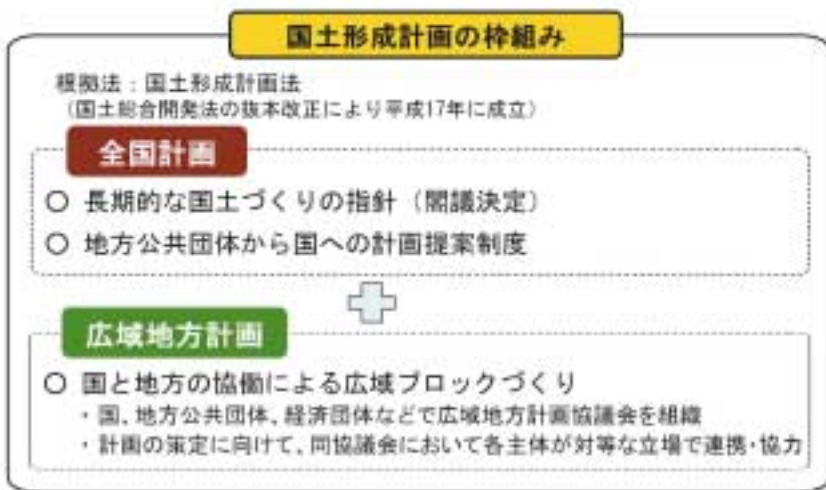 国土形成計画の枠組み
根拠法：国土形成計画法
（国土総合開発法の抜本改正により平成17年に成立）
全国計画
○ 長期的な国土づくりの指針（閣議決定）
○ 地方公共団体から国への計画提案制度
広域地方計画
○ 国と地方の協働による広域ブロックづくり
・国、地方公共団体、経済団体などで広域地方計画協議会を組織
・計画の策定に向けて、同協議会において各主体が対等な立場で連携・協力